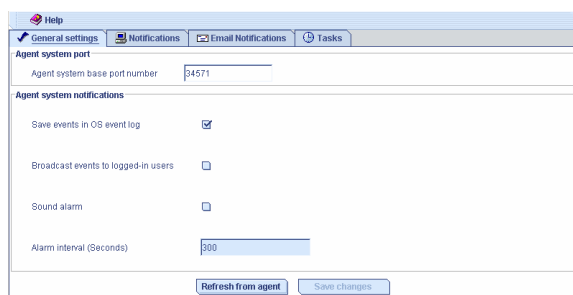 Help
General settings Notifications Email Notifications Tasks
Agent system port
Agent system base port number 34571
Agent system notifications
Save events in OS event log
Broadcast events to logged-in users
Sound alarm
Alarm interval (Seconds) 300
Refresh from agent Save changes